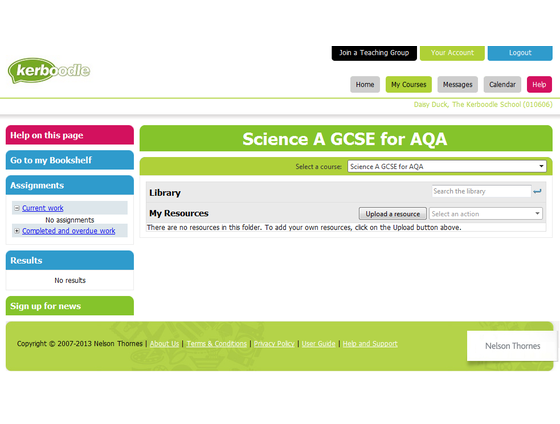 Join a Teaching Group
Your Account
Logout
kerboodle
Home
My Courses
Messages
Calendar
Help
Daisy Duck, The Kerboodle School (010606)
Help on this page
Go to my Bookshelf
Assignments
Current work
No assignments
Completed and overdue work
Results
No results
Sign up for news
Science A GCSE for AQA
Select a course: Science A GCSE for AQA
Library
Search the library
My Resources
Upload a resource
Select an action
There are no resources in this folder. To add your own resources, click on the Upload button above.
Copyright © 2007-2013 Nelson Thornes | About Us | Terms & Conditions | Privacy Policy | User Guide | Help and Support
Nelson Thornes